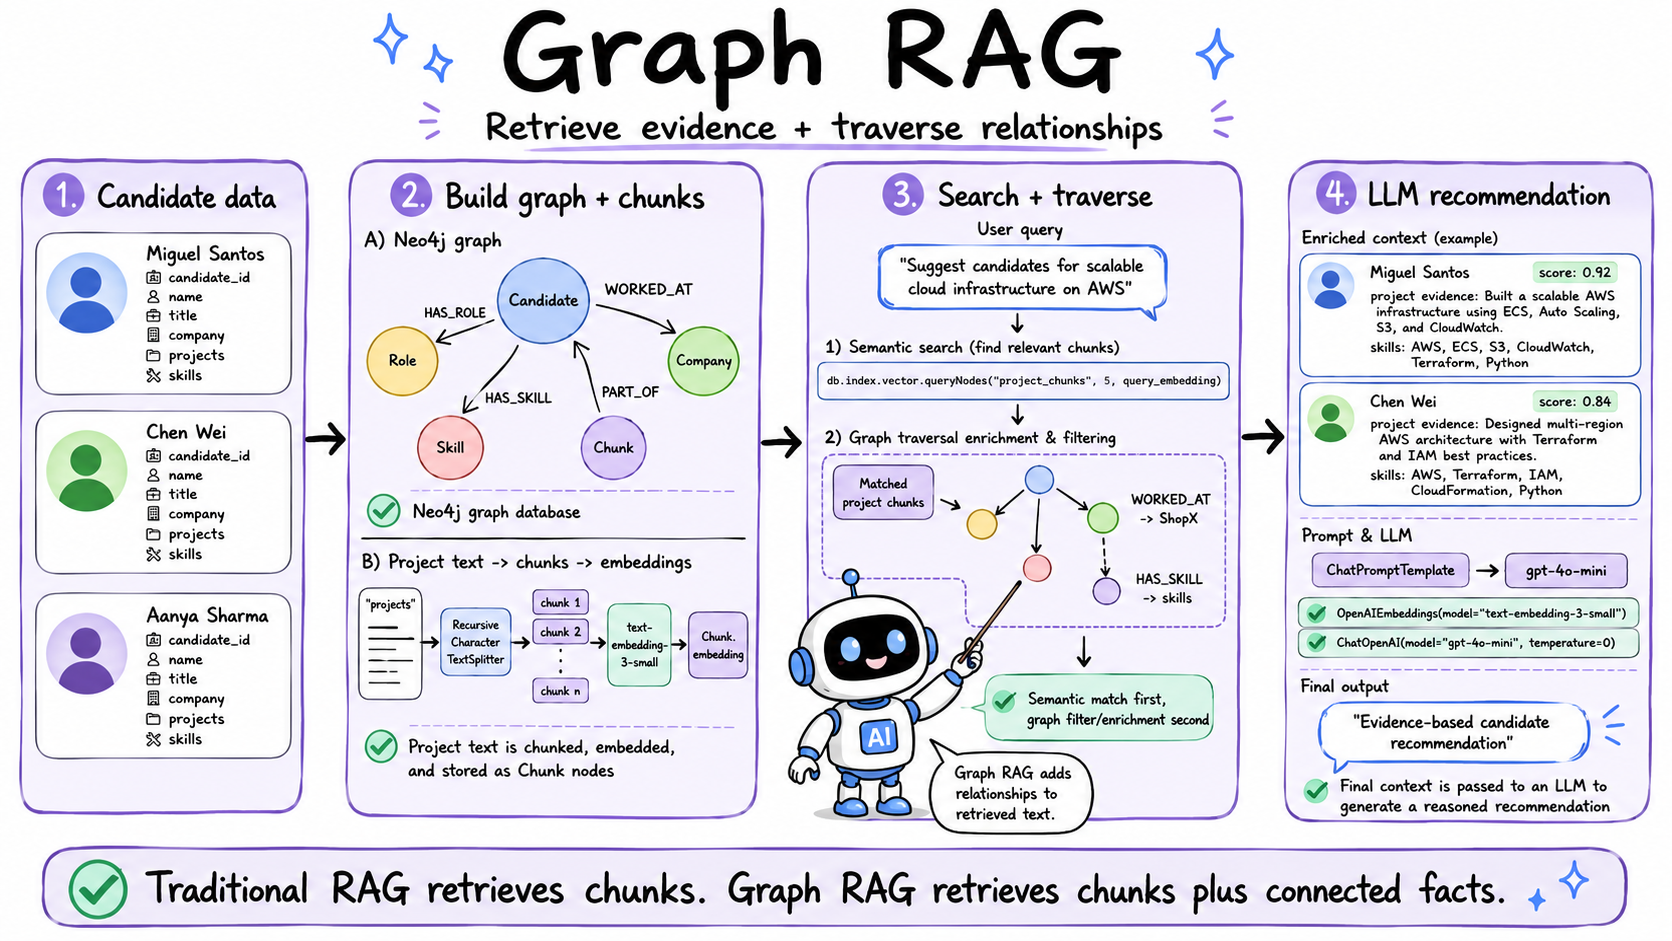 Graph RAG
Retrieve evidence + traverse relationships
1. Candidate data
Miguel Santos
candidate_id
name
title
company
projects
skills
Chen Wei
candidate_id
name
title
company
projects
skills
Aanya Sharma
candidate_id
name
title
company
projects
skills
2. Build graph + chunks
A) Neo4j graph
Candidate
WORKED_AT
HAS_ROLE
Role
Company
HAS_SKILL
PART_OF
Skill
Chunk
Neo4j graph database
B) Project text -> chunks -> embeddings
"projects"
Recursive
Character
TextSplitter
chunk 1
chunk 2
chunk n
text-
embedding-
3-small
Chunk.
embedding
Project text is chunked, embedded,
and stored as Chunk nodes
3. Search + traverse
User query
"Suggest candidates for scalable
cloud infrastructure on AWS"
1) Semantic search (find relevant chunks)
db.index.vector.queryNodes("project_chunks", 5, query_embedding)
2) Graph traversal enrichment & filtering
Matched
project chunks
WORKED_AT
-> ShopX
HAS_SKILL
-> skills
Semantic match first,
graph filter/enrichment second
AI
Graph RAG adds
relationships to
retrieved text.
4. LLM recommendation
Enriched context (example)
Miguel Santos
score: 0.92
project evidence: Built a scalable AWS
infrastructure using ECS, Auto Scaling,
S3, and CloudWatch.
skills: AWS, ECS, S3, CloudWatch,
Terraform, Python
Chen Wei
score: 0.84
project evidence: Designed multi-region
AWS architecture with Terraform
and IAM best practices.
skills: AWS, Terraform, IAM,
CloudFormation, Python
Prompt & LLM
ChatPromptTemplate
gpt-4o-mini
OpenAIEmbeddings(model="text-embedding-3-small")
ChatOpenAI(model="gpt-4o-mini", temperature=0)
Final output
"Evidence-based candidate
recommendation"
Final context is passed to an LLM to
generate a reasoned recommendation
Traditional RAG retrieves chunks. Graph RAG retrieves chunks plus connected facts.